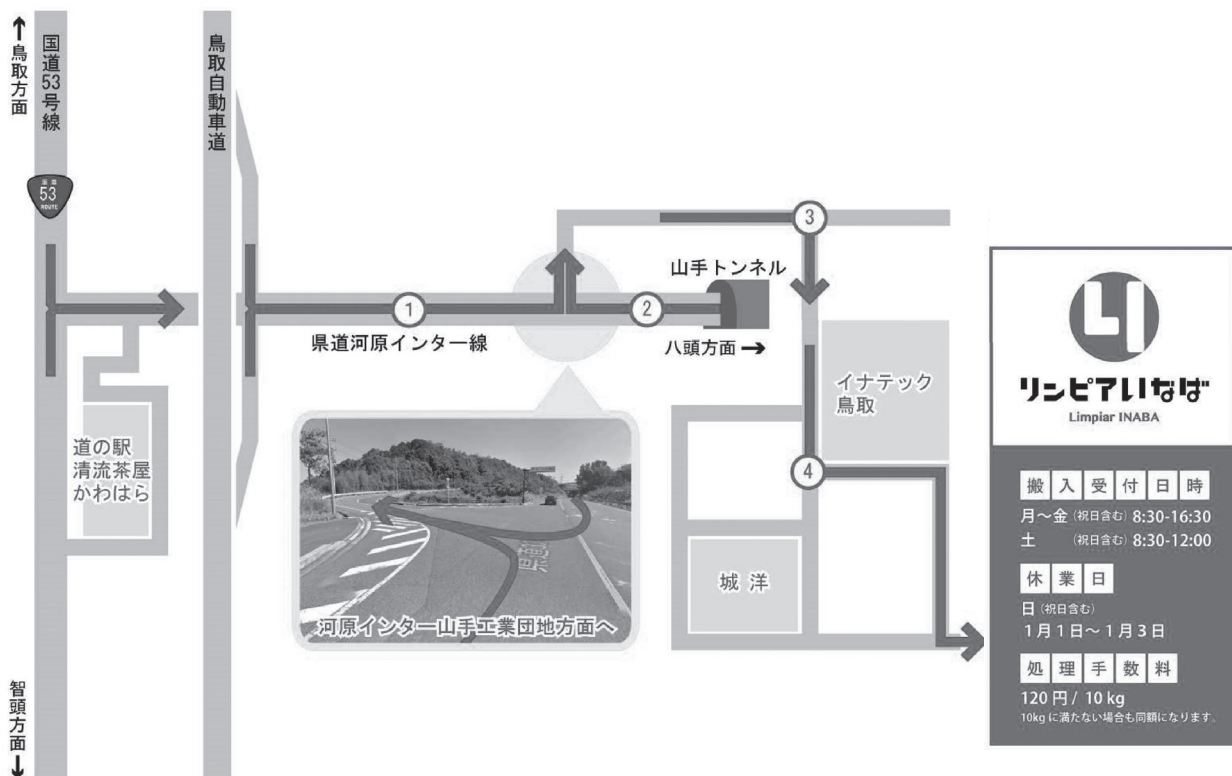 ↑鳥取方面
国道53号線
国道
53
ROUTE
鳥取自動車道
③
山手トンネル
①
②
県道河原インター線
八頭方面→
イナテック
鳥取
道の駅
清流茶屋
かわはら
④
城洋
河原インター山手工業団地方面へ
智頭方面↓
リンピアいなば
Limpiar INABA
搬入受付日時
月～金(祝日含む) 8:30-16:30
土 (祝日含む) 8:30-12:00
休業日
日(祝日含む)
1月1日～1月3日
処理手数料
120円/ 10 kg
10kgに満たない場合も同額になります。